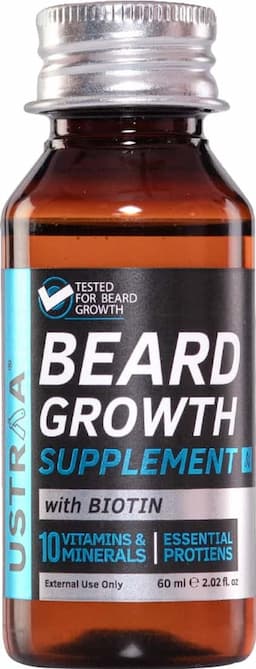 TESTED
FOR BEARD
GROWTH
BEARD
GROWTH
SUPPLEMENT
with BIOTIN
10 VITAMINS & MINERALS
ESSENTIAL PROTIENS
External Use Only
60 ml e 2.02 fl. oz
USTRAA